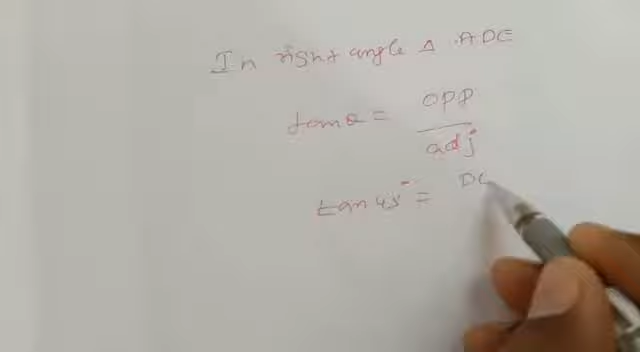 In right angle Δ ADC
tanθ = opp
adj
tan 45° = DC